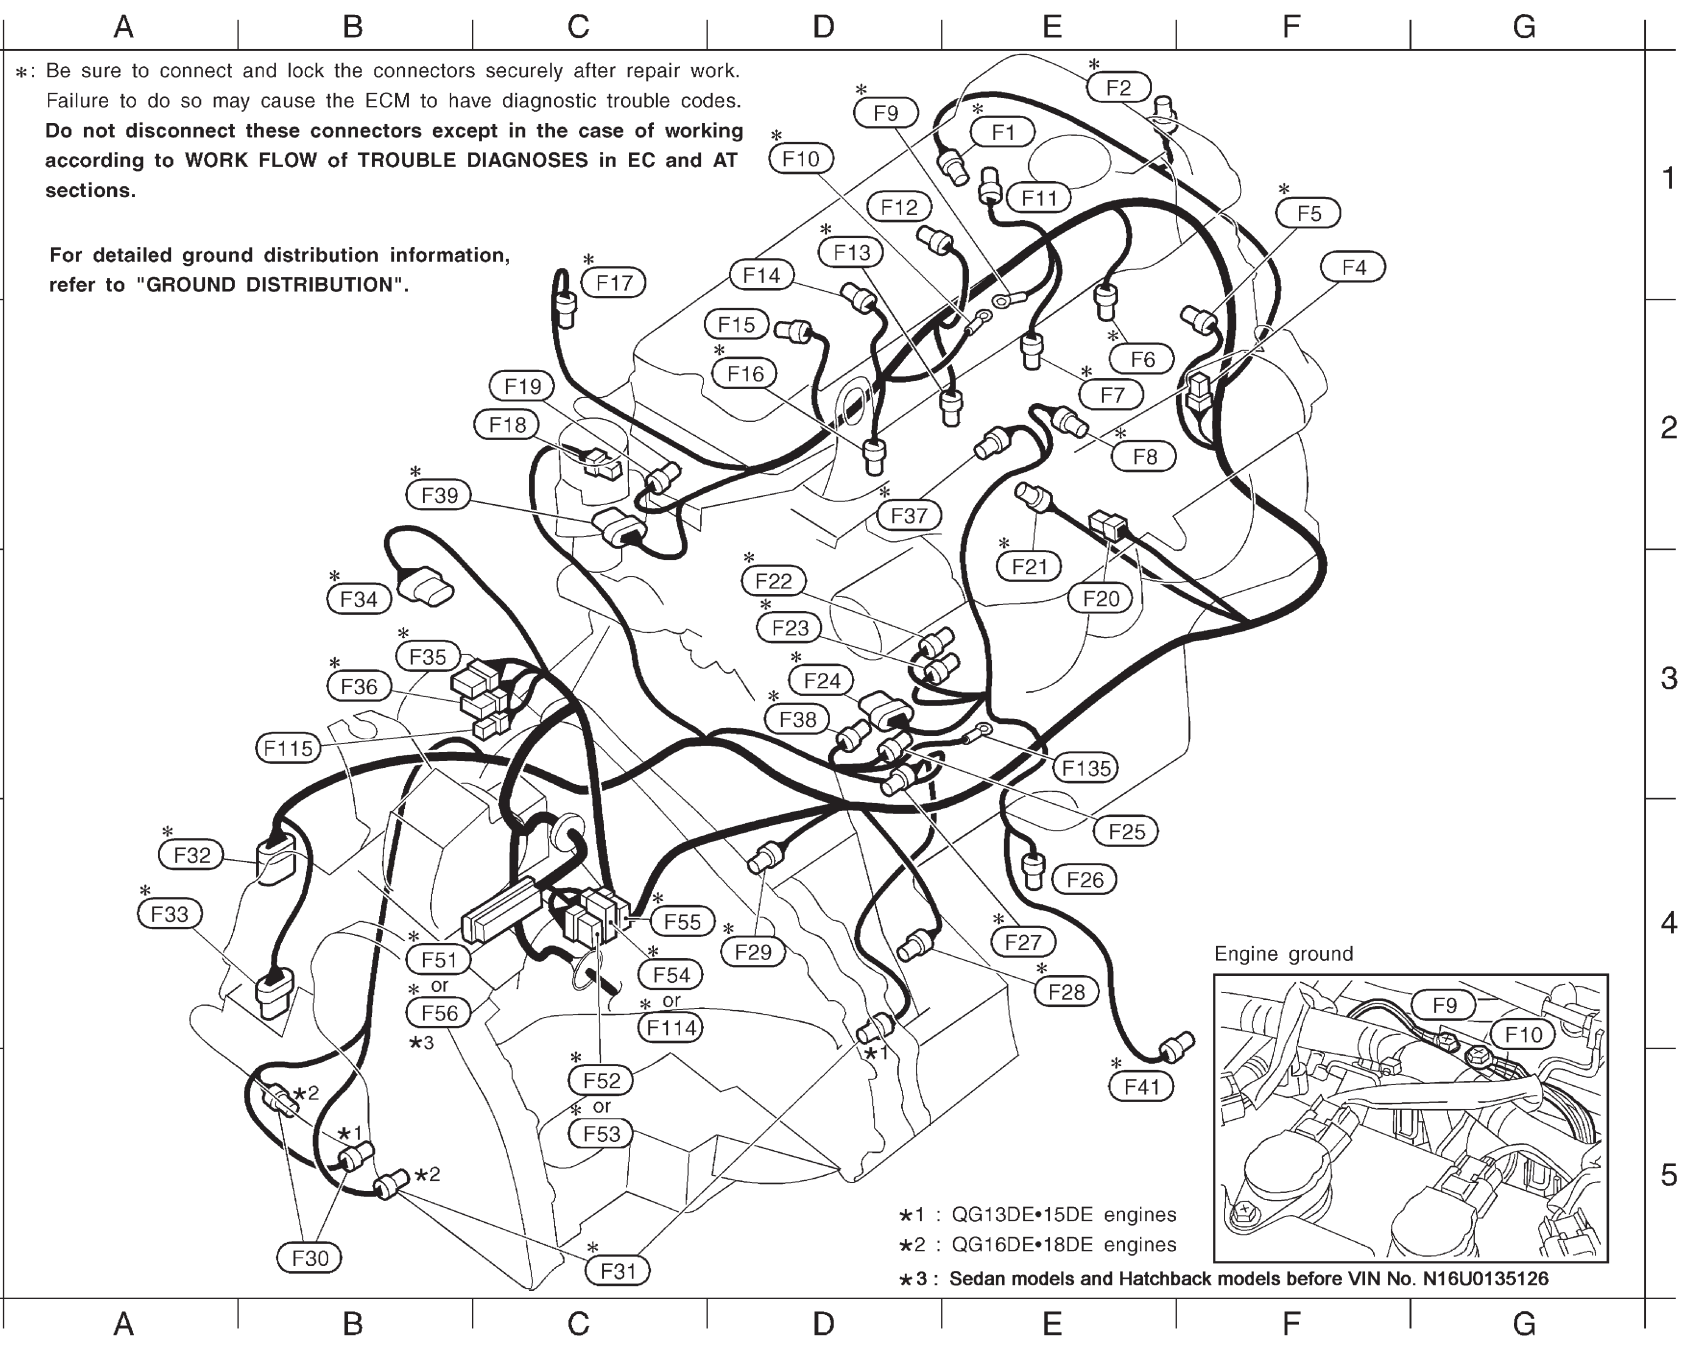 A B C D E F G
*: Be sure to connect and lock the connectors securely after repair work.
Failure to do so may cause the ECM to have diagnostic trouble codes.
Do not disconnect these connectors except in the case of working
according to WORK FLOW of TROUBLE DIAGNOSES in EC and AT
sections.
For detailed ground distribution information,
refer to "GROUND DISTRIBUTION".
* F2
* F9
* F1
* F10
1
F11
F12
* F5
* F13
F4
F14
* F17
F15
* F6
* F16
F19
* F7
F18
2
* F8
* F39
* F37
* F21
* F22
F20
* F34
* F23
* F35
* F24
3
* F36
* F38
F115
F135
F25
* F32
F26
* F33
* F55
4
* F27
* F29
* F51
* or
F56
*3
* F54
* or
F114
* F28
Engine ground
F9
F10
*1
* F52
* or
F53
* F41
*2
*1
*2
5
F30
* F31
*1 : QG13DE•15DE engines
*2 : QG16DE•18DE engines
*3 : Sedan models and Hatchback models before VIN No. N16U0135126
A B C D E F G